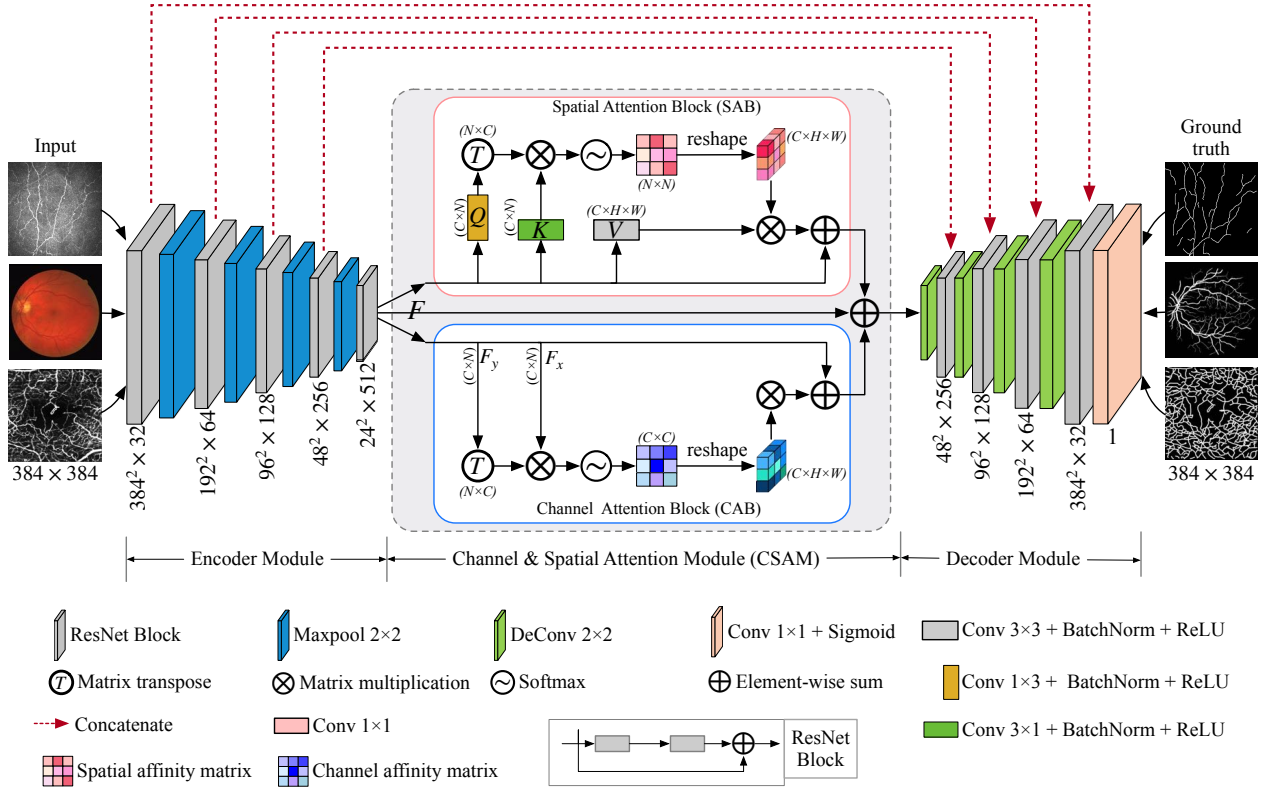 Input
384 × 384
384² × 32
192² × 64
96² × 128
48² × 256
24² × 512
Spatial Attention Block (SAB)
(N×C)
T
(C×N)
Q
(C×N)
K
(C×H×W)
V
(N×N)
reshape
(C×H×W)
F
(C×N)
F_y
(C×N)
F_x
T
(N×C)
(C×C)
reshape
(C×H×W)
Channel Attention Block (CAB)
48² × 256
96² × 128
192² × 64
384² × 32
1
Ground
truth
384 × 384
Encoder Module
Channel & Spatial Attention Module (CSAM)
Decoder Module
ResNet Block
Maxpool 2×2
DeConv 2×2
Conv 1×1 + Sigmoid
Conv 3×3 + BatchNorm + ReLU
T
Matrix transpose
Matrix multiplication
Softmax
Element-wise sum
Conv 1×3 + BatchNorm + ReLU
Concatenate
Conv 1×1
Conv 3×1 + BatchNorm + ReLU
Spatial affinity matrix
Channel affinity matrix
ResNet
Block